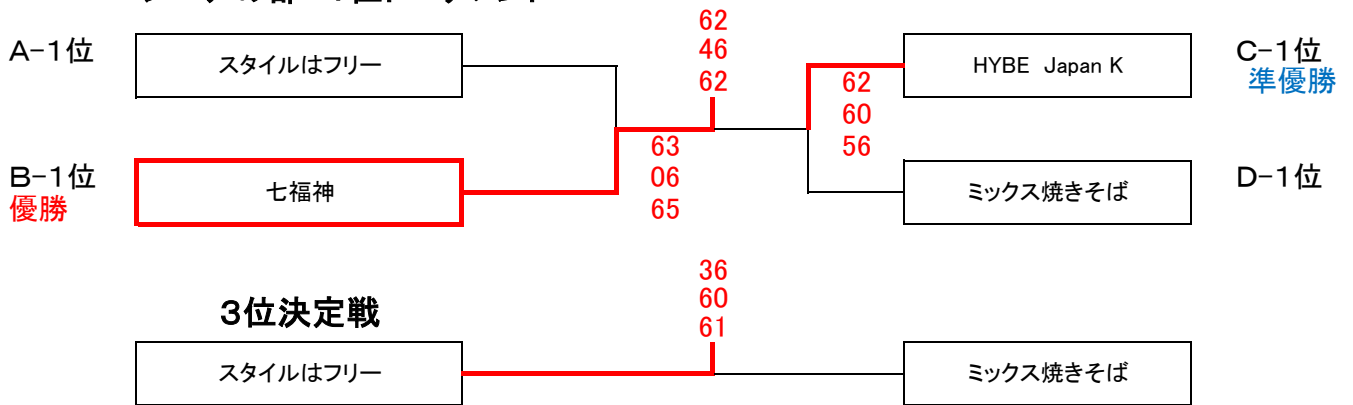 A-1位
スタイルはフリー
62
46
62
HYBE Japan K
C-1位
準優勝
62
60
56
B-1位
優勝
七福神
63
06
65
ミックス焼きそば
D-1位
3位決定戦
36
60
61
スタイルはフリー
ミックス焼きそば